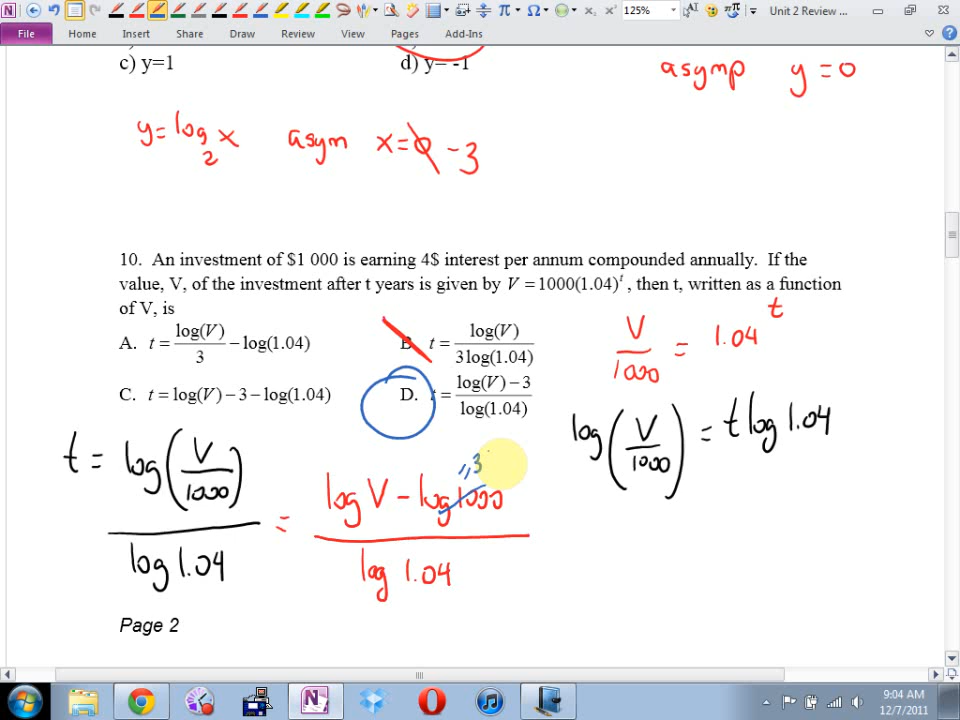 125%
Unit 2 Review ...
File Home Insert Share Draw Review View Pages Add-Ins
c) y=1 d) y= -1
asymp y = 0
y = log₂ x asym x = 0 -3
10. An investment of $1 000 is earning 4$ interest per annum compounded annually. If the
value, V, of the investment after t years is given by V = 1000(1.04)^t , then t, written as a function
of V, is
A. t = log(V)/3 − log(1.04) B. t = log(V)/3log(1.04)
C. t = log(V) − 3 − log(1.04) D. t = (log(V) − 3)/log(1.04)
V/1000 = 1.04^t
log(V/1000) = t log 1.04
t = log(V/1000)/log 1.04 = (log V − log 1000)/log 1.04
" 3
Page 2
9:04 AM
12/7/2011